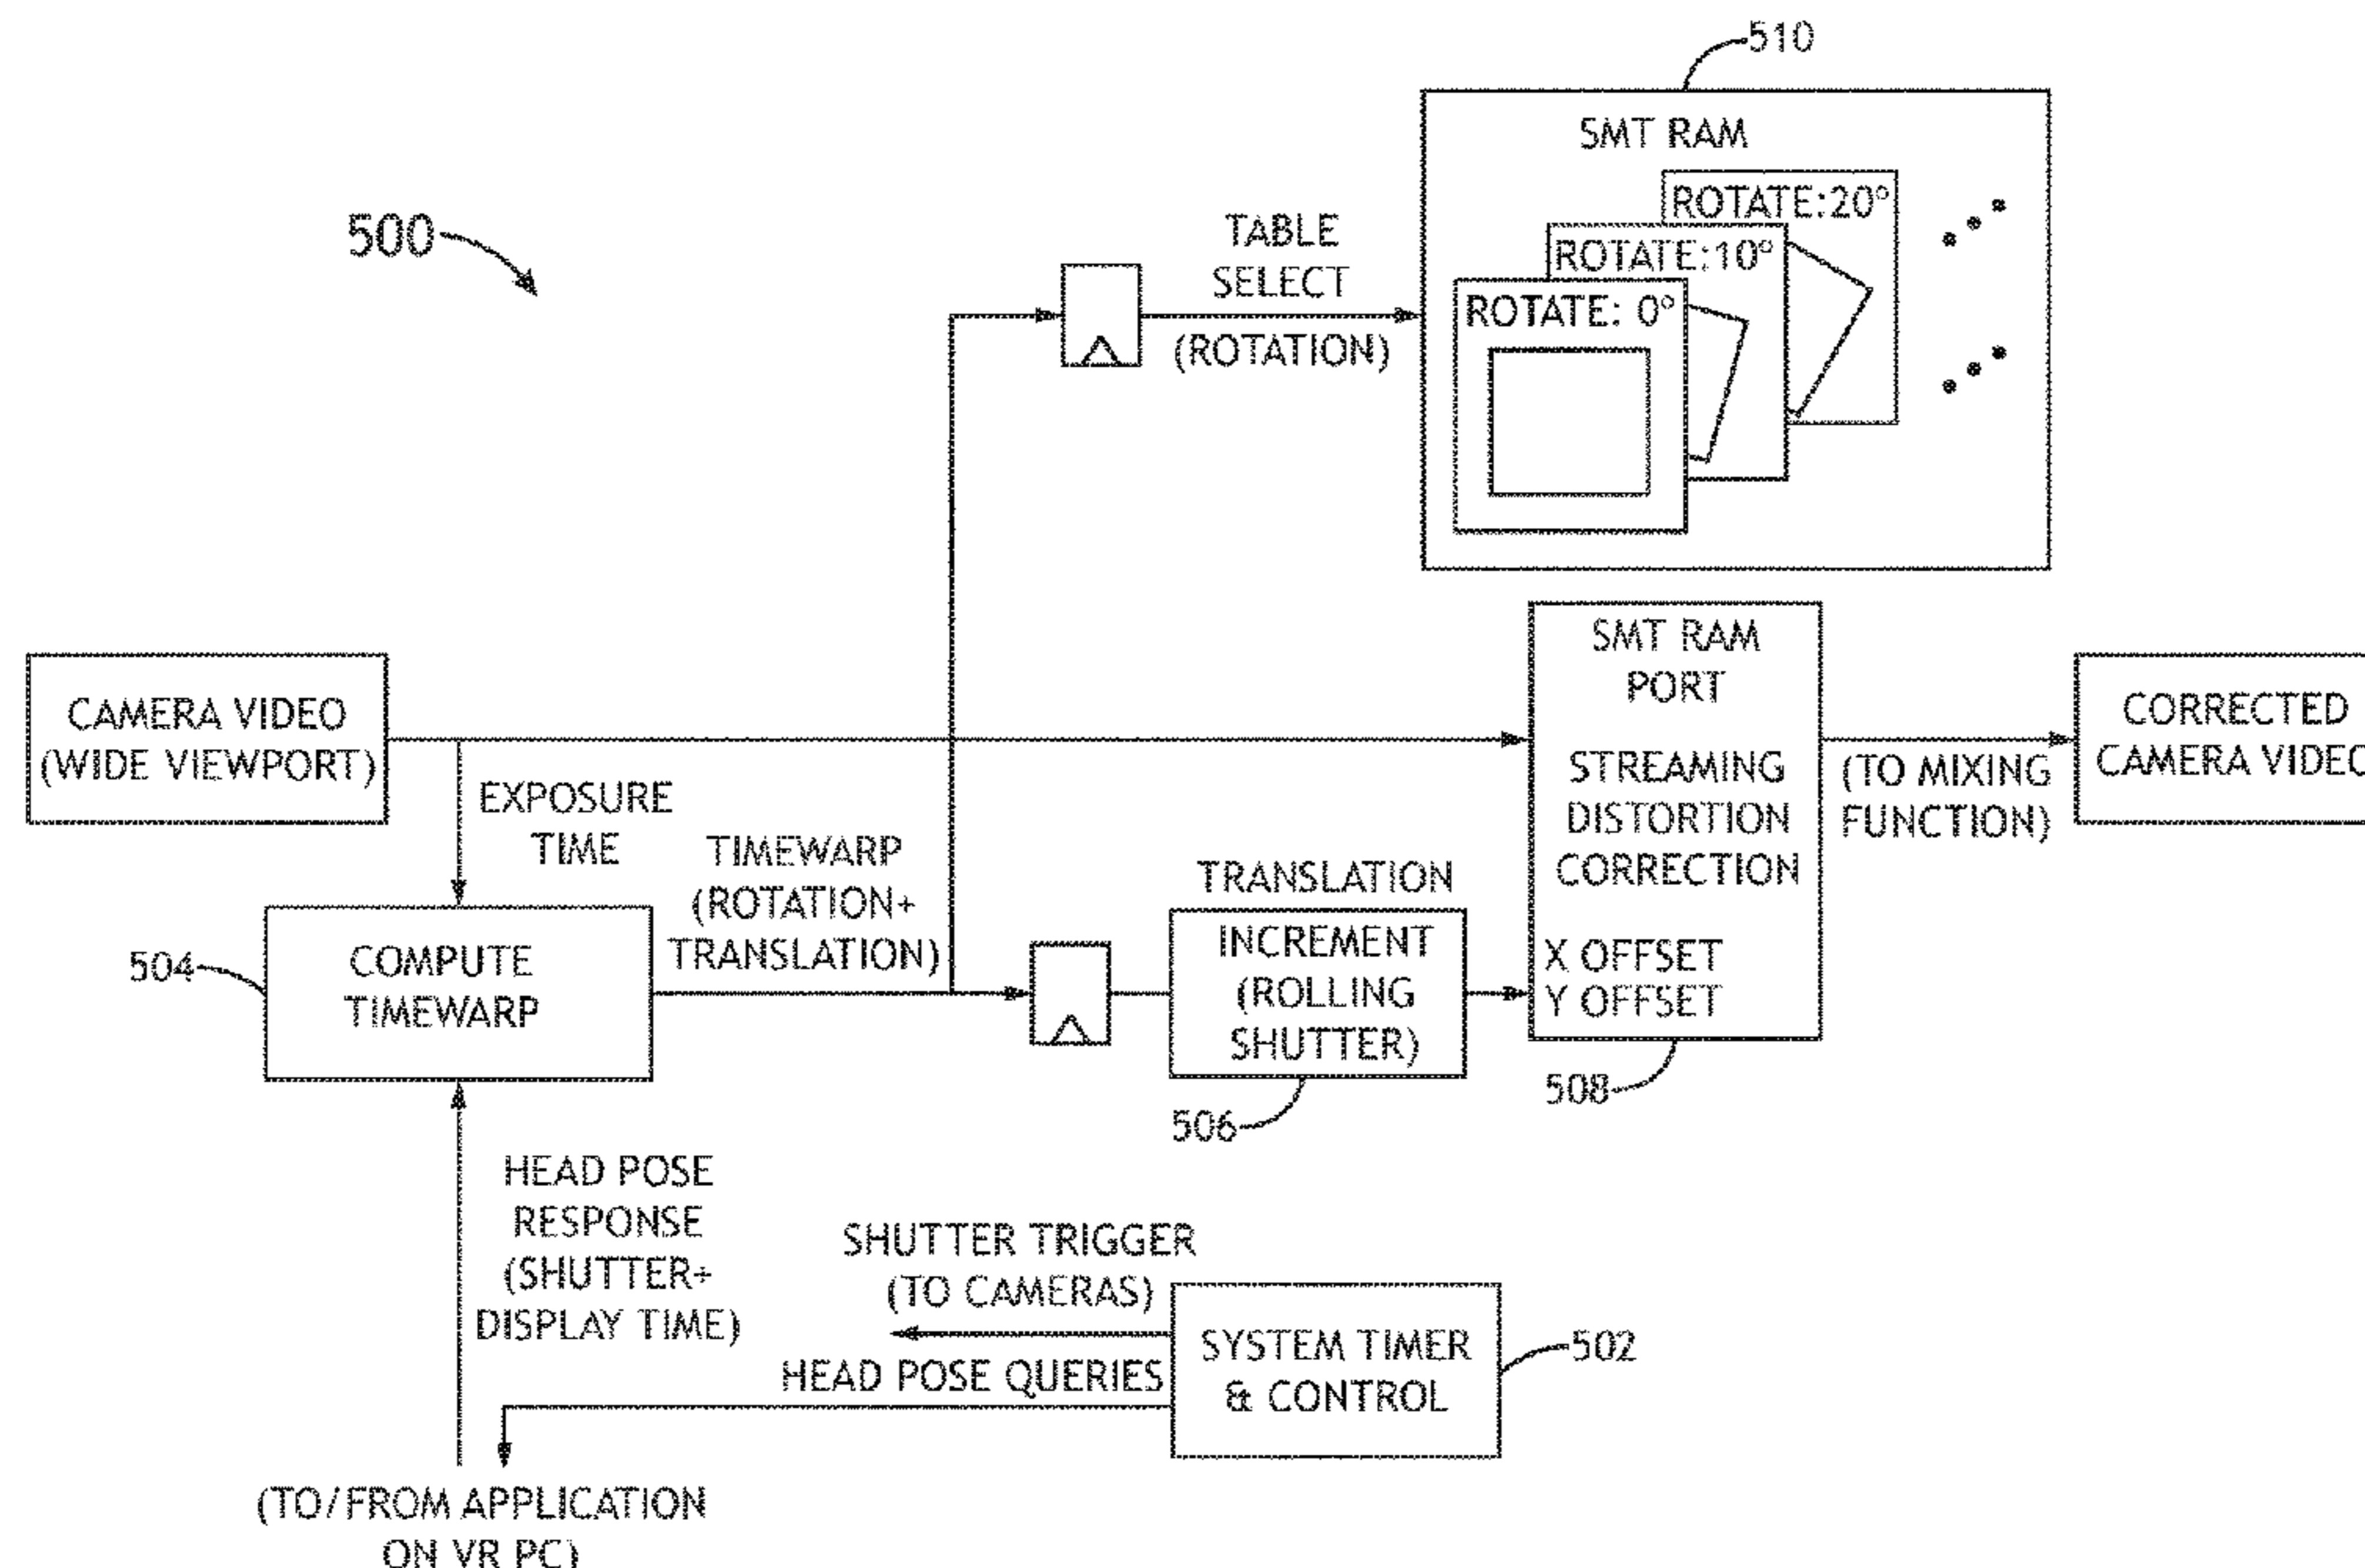 510
SMT RAM
ROTATE:20°
ROTATE:10°
ROTATE: 0°
500
TABLE
SELECT
(ROTATION)
CAMERA VIDEO
(WIDE VIEWPORT)
EXPOSURE
TIME
SMT RAM
PORT
STREAMING
DISTORTION
CORRECTION
X OFFSET
Y OFFSET
508
(TO MIXING
FUNCTION)
CORRECTED
CAMERA VIDEO
504
COMPUTE
TIMEWARP
TIMEWARP
(ROTATION+
TRANSLATION)
TRANSLATION
INCREMENT
(ROLLING
SHUTTER)
506
HEAD POSE
RESPONSE
(SHUTTER+
DISPLAY TIME)
SHUTTER TRIGGER
(TO CAMERAS)
HEAD POSE QUERIES
SYSTEM TIMER
& CONTROL
502
(TO/FROM APPLICATION
ON VR PC)